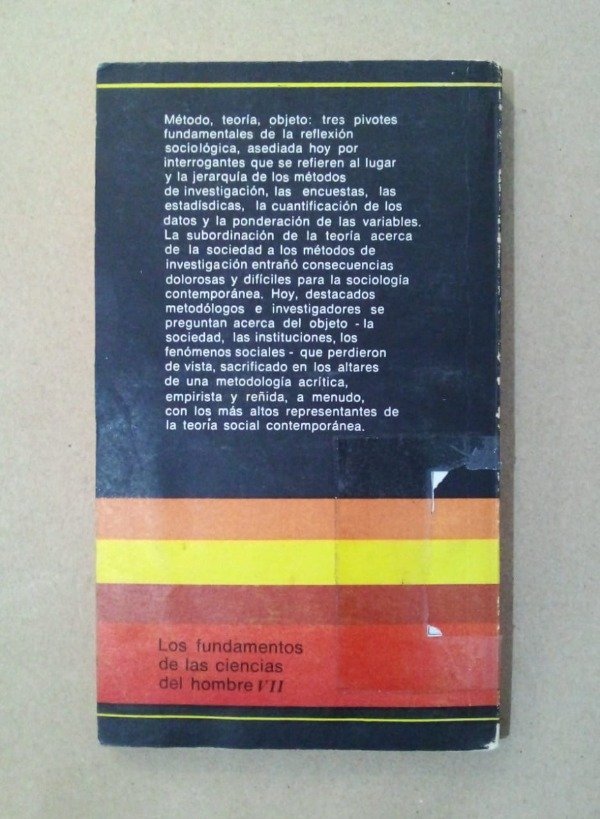 Método, teoría, objeto: tres pivotes
fundamentales de la reflexión
sociológica, asediada hoy por
interrogantes que se refieren al lugar
y la jerarquía de los métodos
de investigación, las encuestas, las
estadísdicas, la cuantificación de los
datos y la ponderación de las variables.
La subordinación de la teoría acerca
de la sociedad a los métodos de
investigación entrañó consecuencias
dolorosas y difíciles para la sociología
contemporánea. Hoy, destacados
metodólogos e investigadores se
preguntan acerca del objeto - la
sociedad, las instituciones, los
fenómenos sociales - que perdieron
de vista, sacrificado en los altares
de una metodología acrítica,
empirista y reñida, a menudo,
con los más altos representantes de
la teoría social contemporánea.
Los fundamentos
de las ciencias
del hombre VII